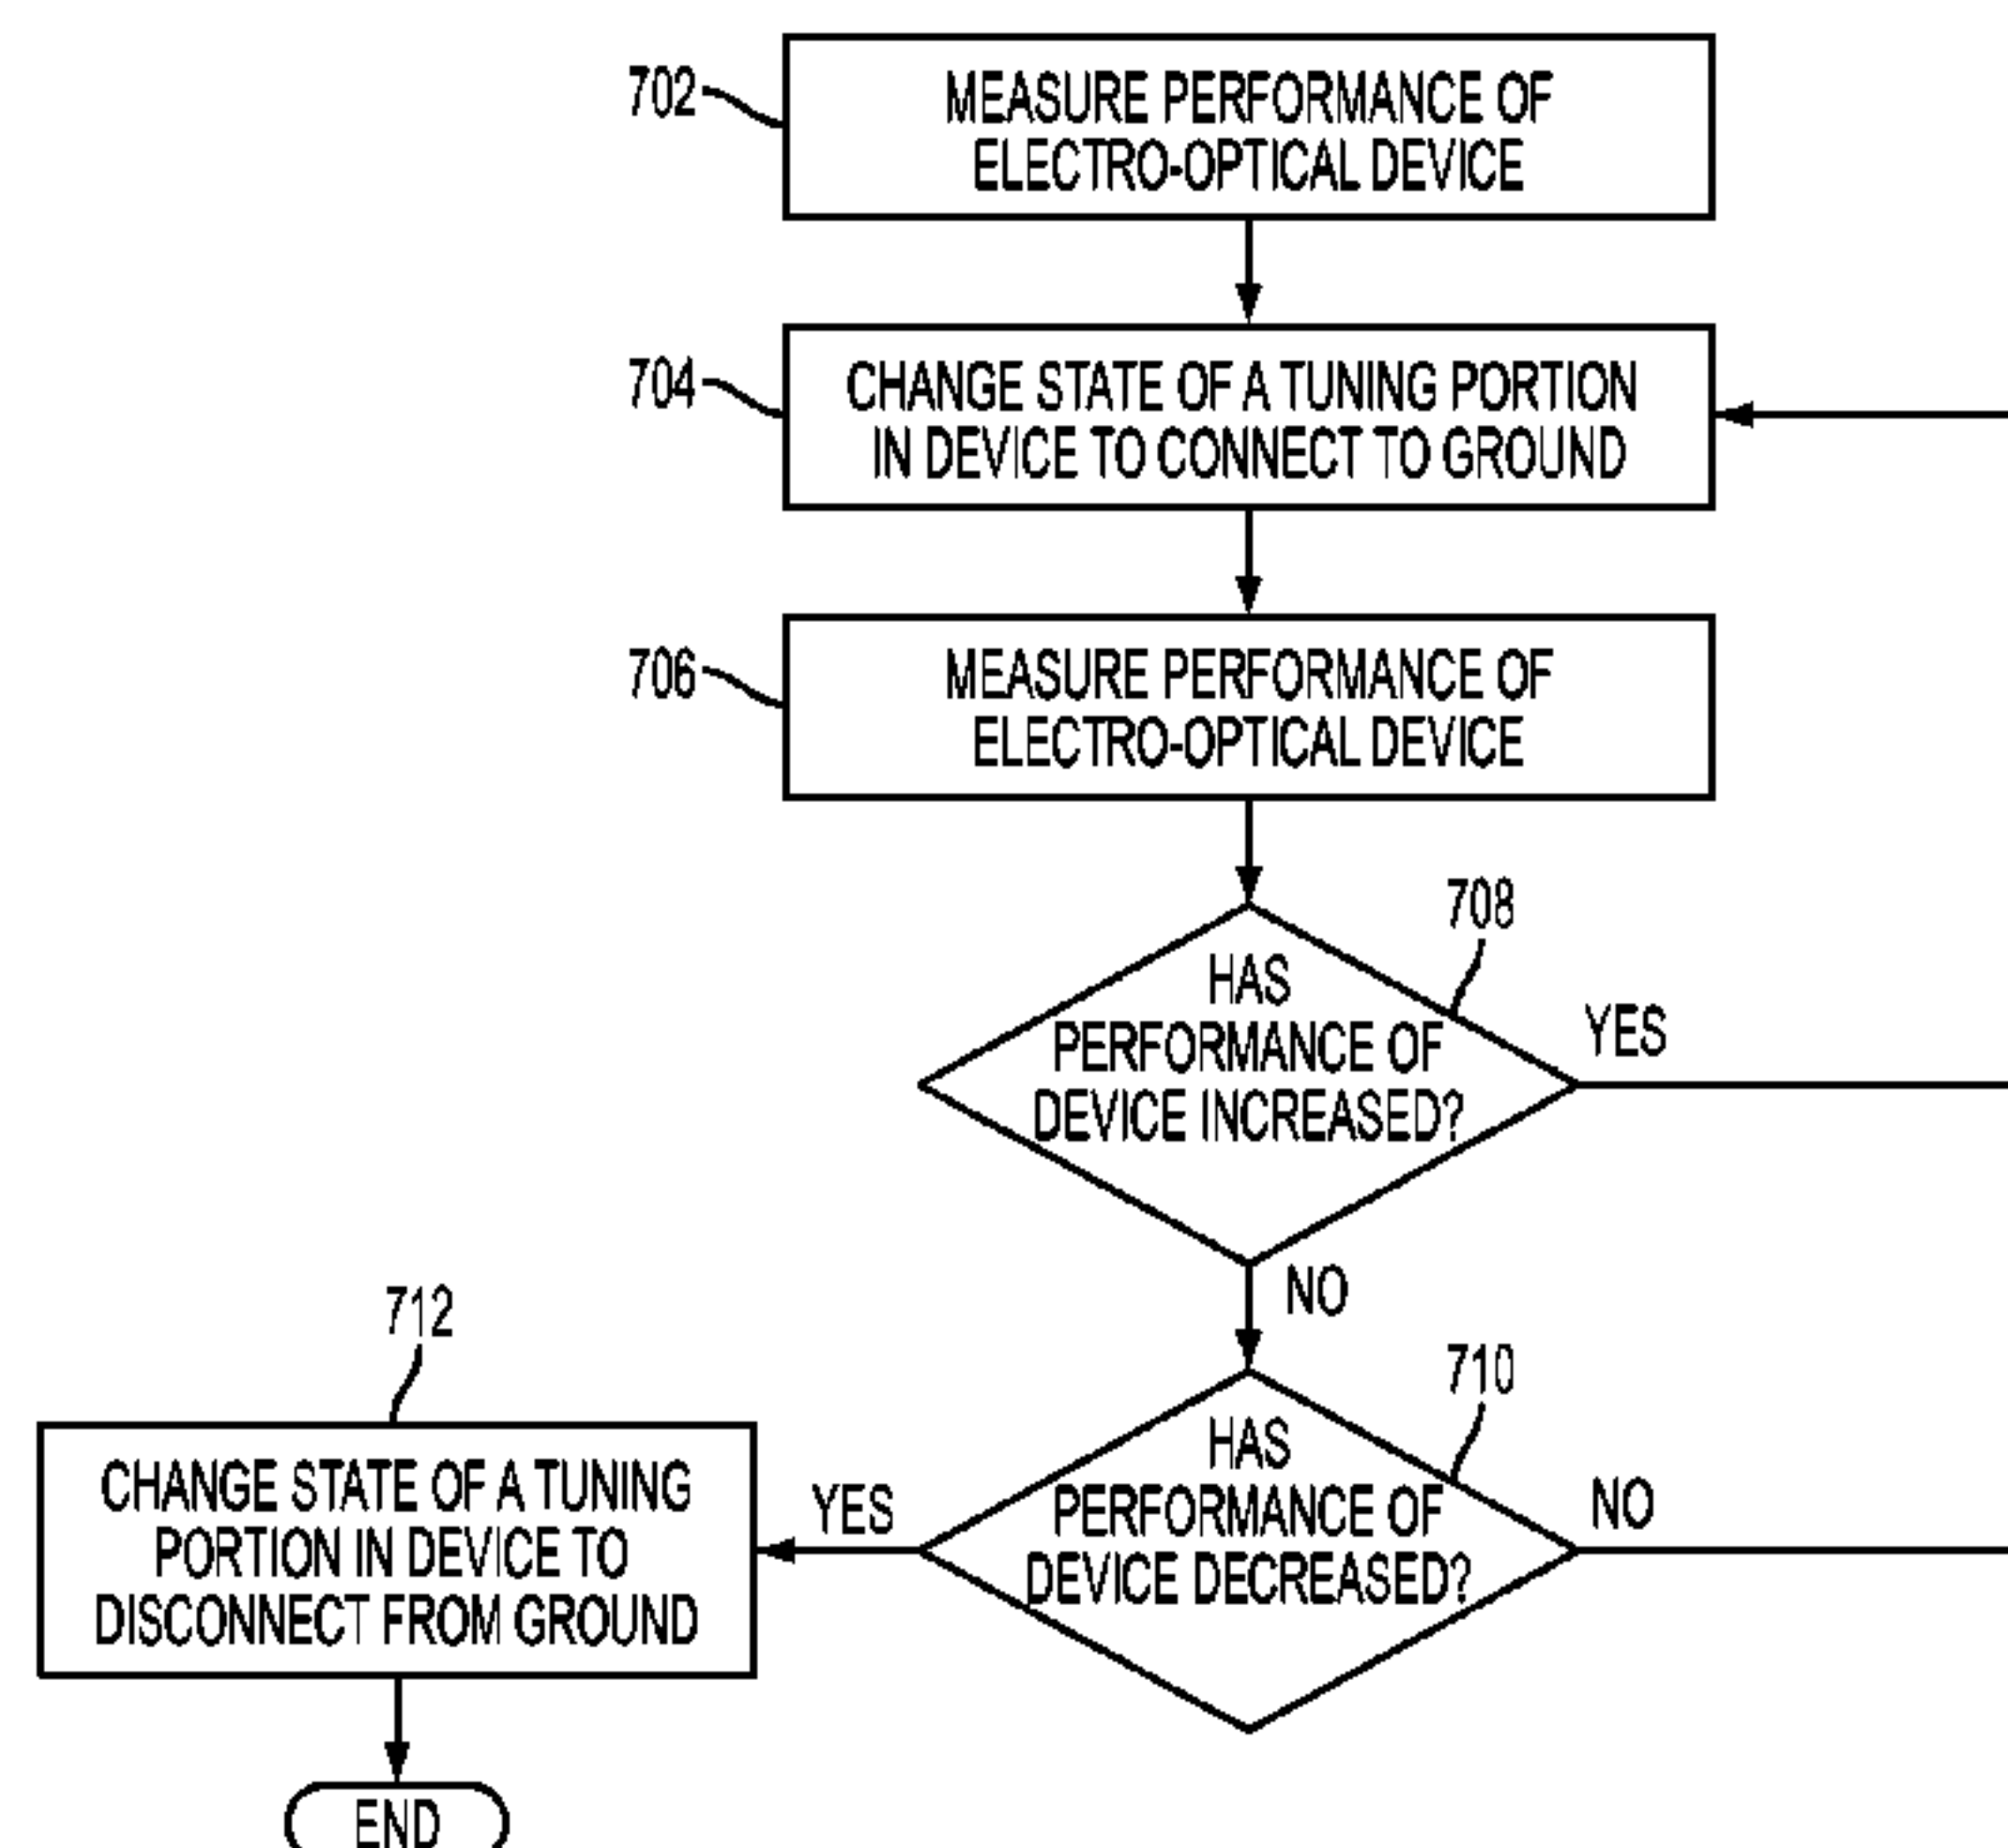 702
MEASURE PERFORMANCE OF
ELECTRO-OPTICAL DEVICE
704
CHANGE STATE OF A TUNING PORTION
IN DEVICE TO CONNECT TO GROUND
706
MEASURE PERFORMANCE OF
ELECTRO-OPTICAL DEVICE
708
HAS
PERFORMANCE OF
DEVICE INCREASED?
YES
NO
712
710
HAS
PERFORMANCE OF
DEVICE DECREASED?
NO
YES
CHANGE STATE OF A TUNING
PORTION IN DEVICE TO
DISCONNECT FROM GROUND
END